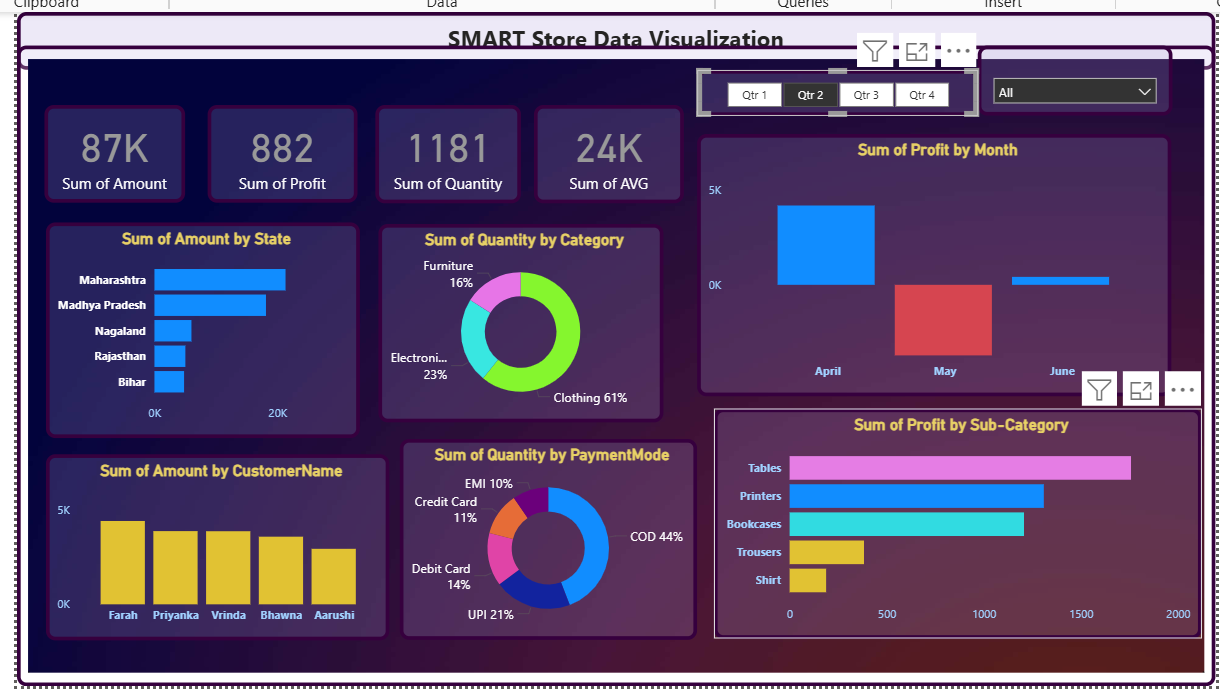 Clipboard
Data
Queries
Insert
SMART Store Data Visualization
Qtr 1
Qtr 2
Qtr 3
Qtr 4
All
87K
Sum of Amount
882
Sum of Profit
1181
Sum of Quantity
24K
Sum of AVG
Sum of Profit by Month
5K
0K
April
May
June
Sum of Amount by State
Maharashtra
Madhya Pradesh
Nagaland
Rajasthan
Bihar
0K
20K
Sum of Quantity by Category
Furniture
16%
Electroni...
23%
Clothing 61%
Sum of Profit by Sub-Category
Tables
Printers
Bookcases
Trousers
Shirt
0
500
1000
1500
2000
Sum of Amount by CustomerName
5K
0K
Farah
Priyanka
Vrinda
Bhawna
Aarushi
Sum of Quantity by PaymentMode
EMI 10%
Credit Card
11%
COD 44%
Debit Card
14%
UPI 21%